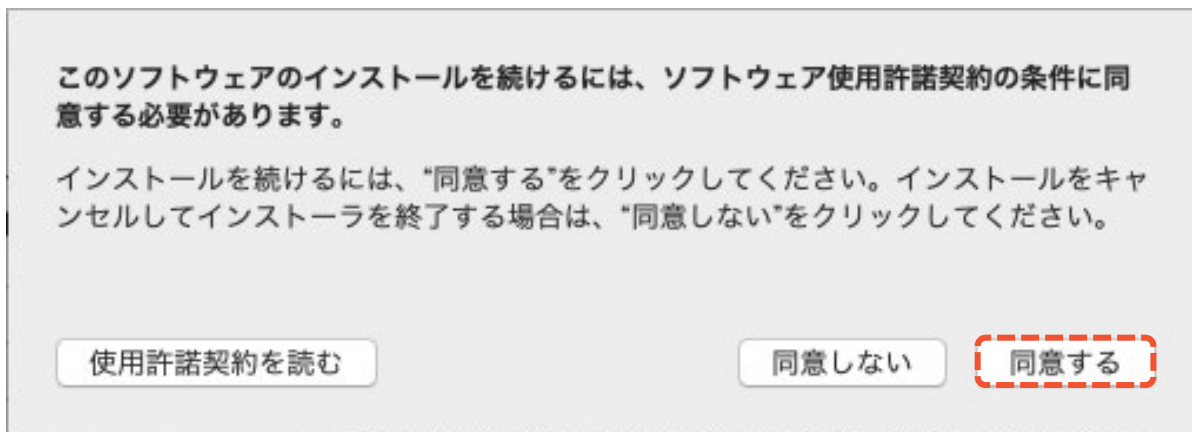 このソフトウェアのインストールを続けるには、ソフトウェア使用許諾契約の条件に同
意する必要があります。
インストールを続けるには、“同意する”をクリックしてください。インストールをキャ
ンセルしてインストーラを終了する場合は、“同意しない”をクリックしてください。
使用許諾契約を読む 同意しない 同意する